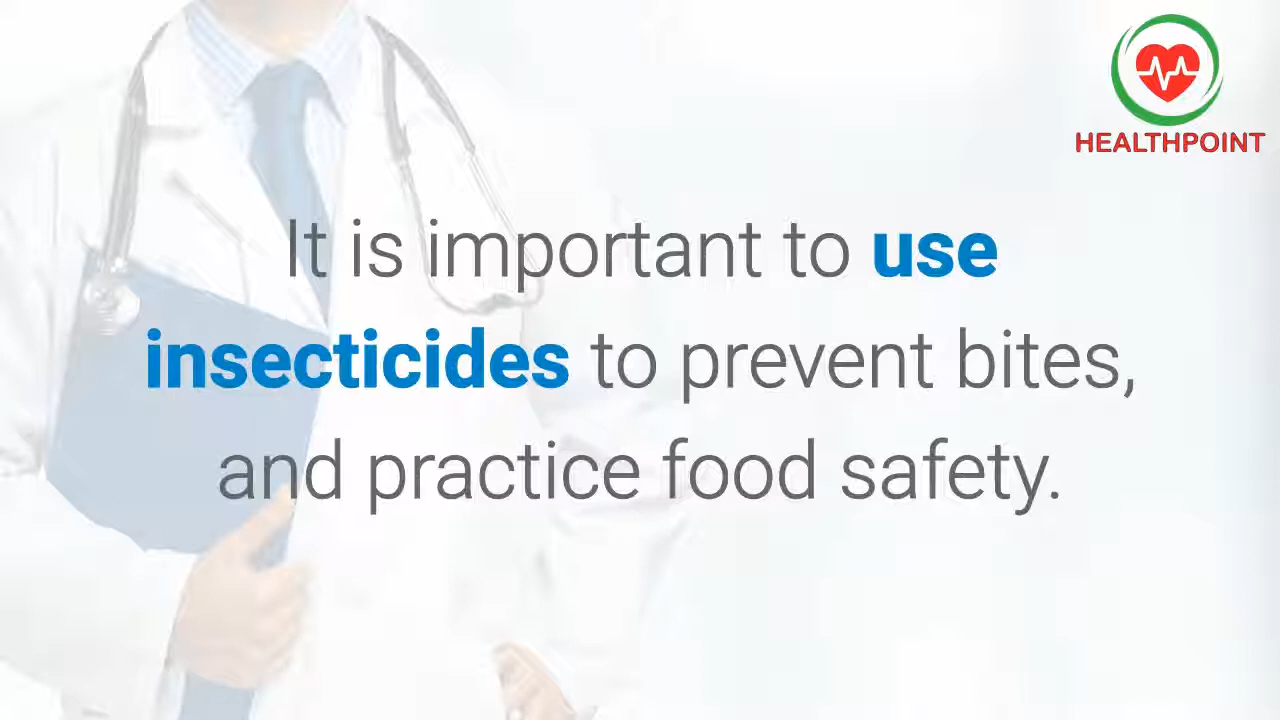 HEALTHPOINT
It is important to use
insecticides to prevent bites,
and practice food safety.